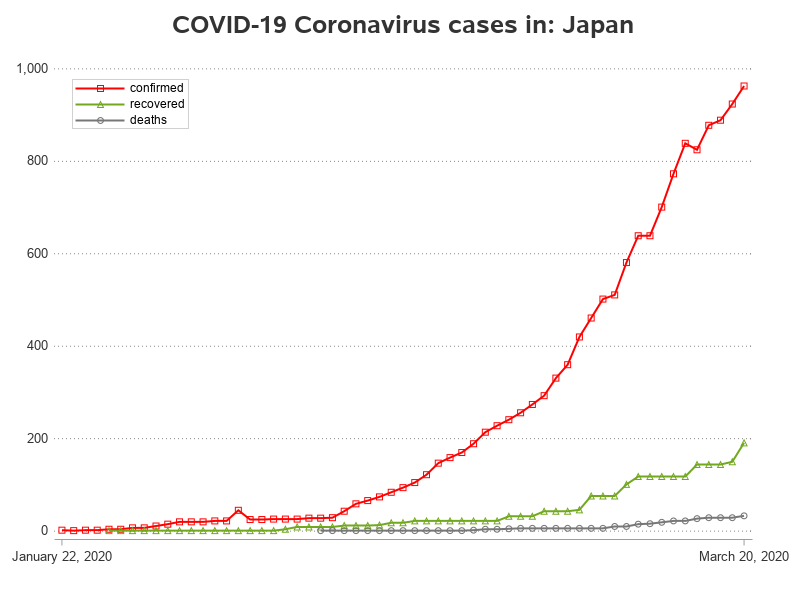 COVID-19 Coronavirus cases in: Japan
1,000
confirmed
recovered
deaths
800
600
400
200
0
January 22, 2020
March 20, 2020